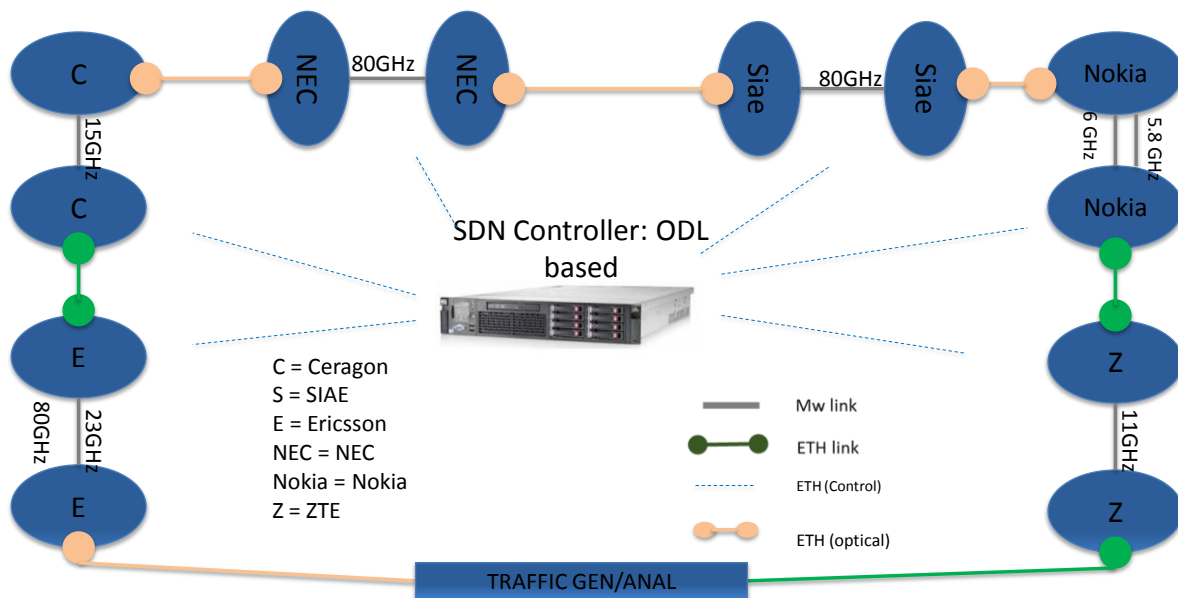 C
NEC
80GHz
NEC
Siae
80GHz
Siae
Nokia
15GHz
6 GHz
5.8 GHz
C
Nokia
SDN Controller: ODL
based
E
Z
C = Ceragon
S = SIAE
E = Ericsson
NEC = NEC
Nokia = Nokia
Z = ZTE
80GHz
23GHz
Mw link
ETH link
ETH (Control)
ETH (optical)
11GHz
E
Z
TRAFFIC GEN/ANAL